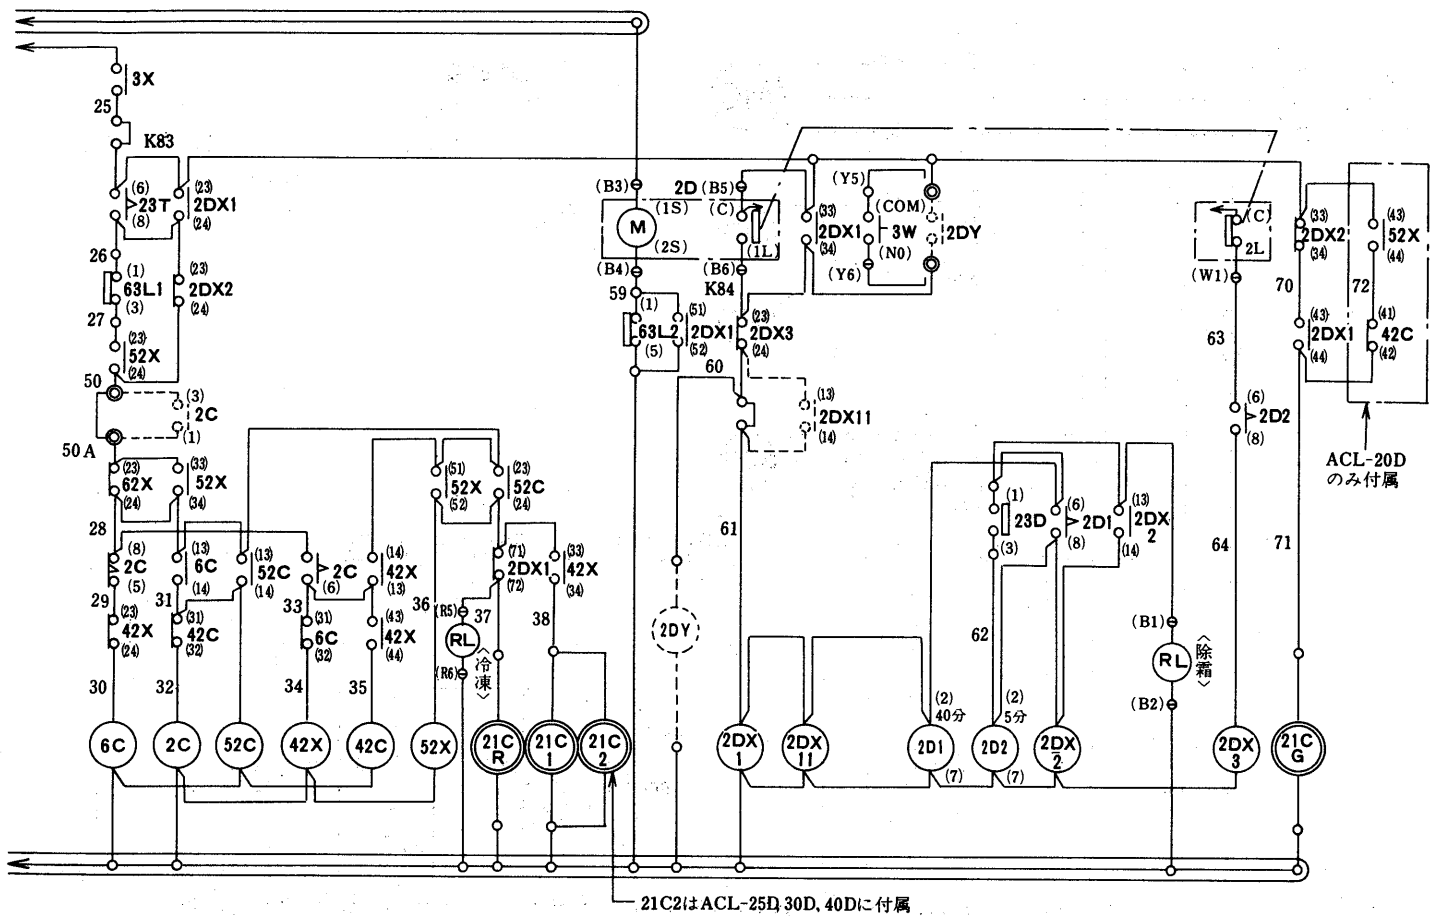 3X
25
K83
(6)
23T
(8)
(23)
2DX1
(24)
26
(1)
63L1
(3)
(23)
2DX2
(24)
27
(23)
52X
(24)
50
(3)
2C
(1)
50A
(23)
62X
(24)
(33)
52X
(34)
28
(8)
2C
(5)
(13)
6C
(14)
(13)
52C
(14)
2C
(6)
(14)
42X
(13)
(51)
52X
(52)
(23)
52C
(24)
(71)
2DX1
(72)
(33)
42X
(34)
29
(23)
42X
(24)
31
(31)
42C
(32)
33
(31)
6C
(32)
(43)
42X
(44)
36
(R5)
37
RL
(R6)
〈冷凍〉
38
30
32
34
35
6C
2C
52C
42X
42C
52X
21C
R
21C
1
21C
2
(B3)
2D
(B5)
(1S)
M
(2S)
(C)
(1L)
(B4)
(B6)
59
K84
(1)
63L2
(5)
(51)
2DX1
(52)
(23)
2DX3
(24)
(33)
2DX1
(34)
(Y5)
(COM)
3W
(NO)
(Y6)
2DY
60
(13)
2DX11
(14)
61
2DY
(1)
23D
(3)
(6)
2D1
(8)
(13)
2DX
2
(14)
62
(2)
40分
(2)
5分
(B1)
RL
〈除霜〉
(B2)
2DX
1
2DX
11
2D1
(7)
2D2
(7)
2DX
2
2DX
3
21C
G
(C)
2L
(W1)
63
(6)
2D2
(8)
64
(33)
2DX2
(34)
70
(43)
2DX1
(44)
71
(43)
52X
(44)
72
(41)
42C
(42)
ACL-20D
のみ付属
21C2はACL-25D, 30D, 40Dに付属